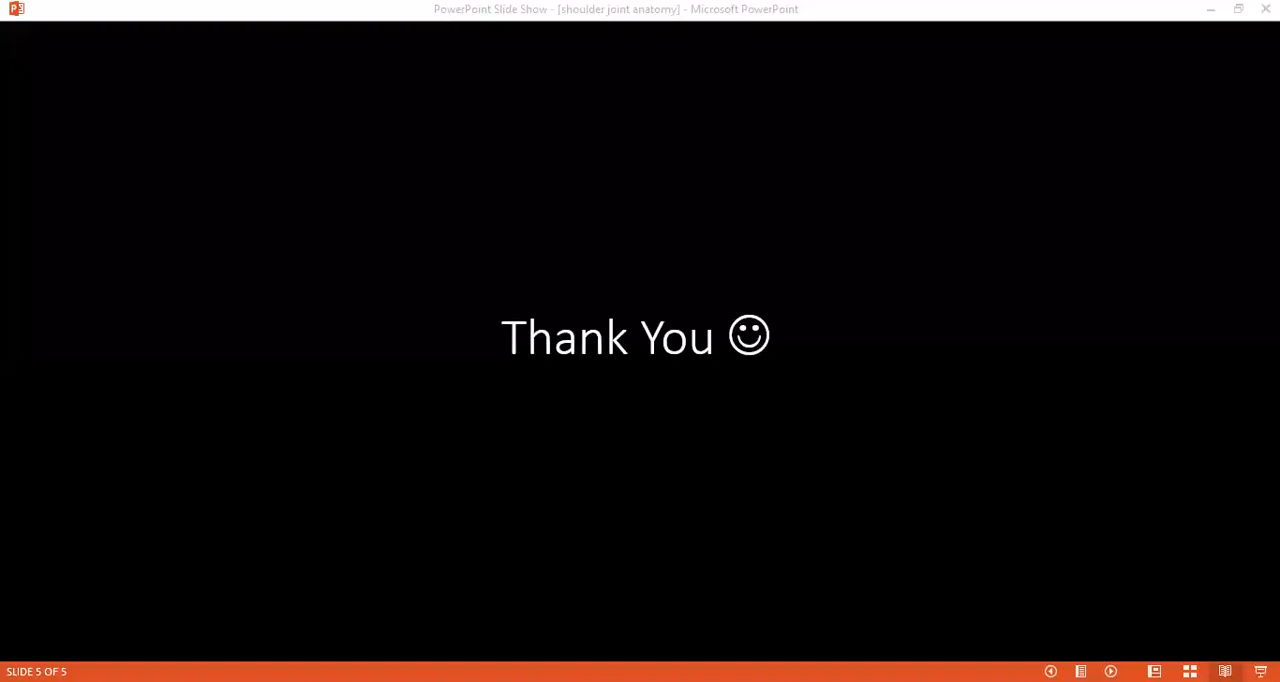 PowerPoint Slide Show - [shoulder joint anatomy] - Microsoft PowerPoint
Thank You ☺
SLIDE 5 OF 5